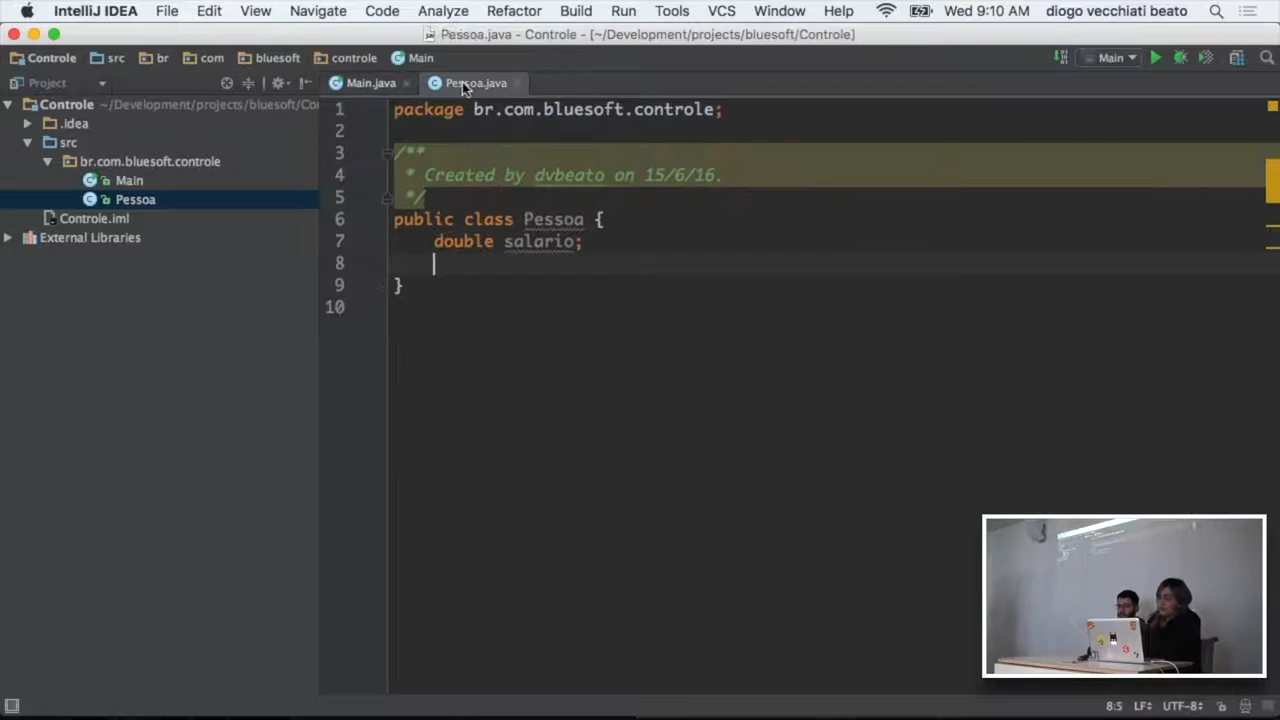 IntelliJ IDEA File Edit View Navigate Code Analyze Refactor Build Run Tools VCS Window Help Wed 9:10 AM diogo vecchiati beato
Pessoa.java - Controle - [~/Development/projects/bluesoft/Controle]
Controle src br com bluesoft controle Main Main
Project Main.java Pessoa.java
Controle ~/Development/projects/bluesoft/Co
.idea
src
br.com.bluesoft.controle
Main
Pessoa
Controle.iml
External Libraries
1 package br.com.bluesoft.controle;
2
3 /**
4 * Created by dvbeato on 15/6/16.
5 */
6 public class Pessoa {
7 double salario;
8
9 }
10
8:5 LF÷ UTF-8÷